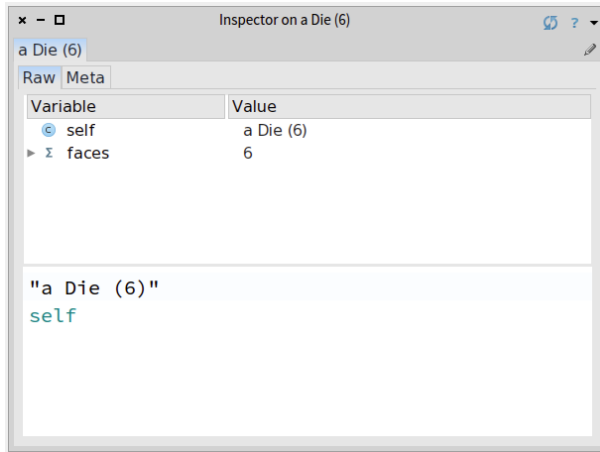 Inspector on a Die (6)
?
a Die (6)
Raw Meta
Variable Value
C self a Die (6)
Σ faces 6
"a Die (6)"
self